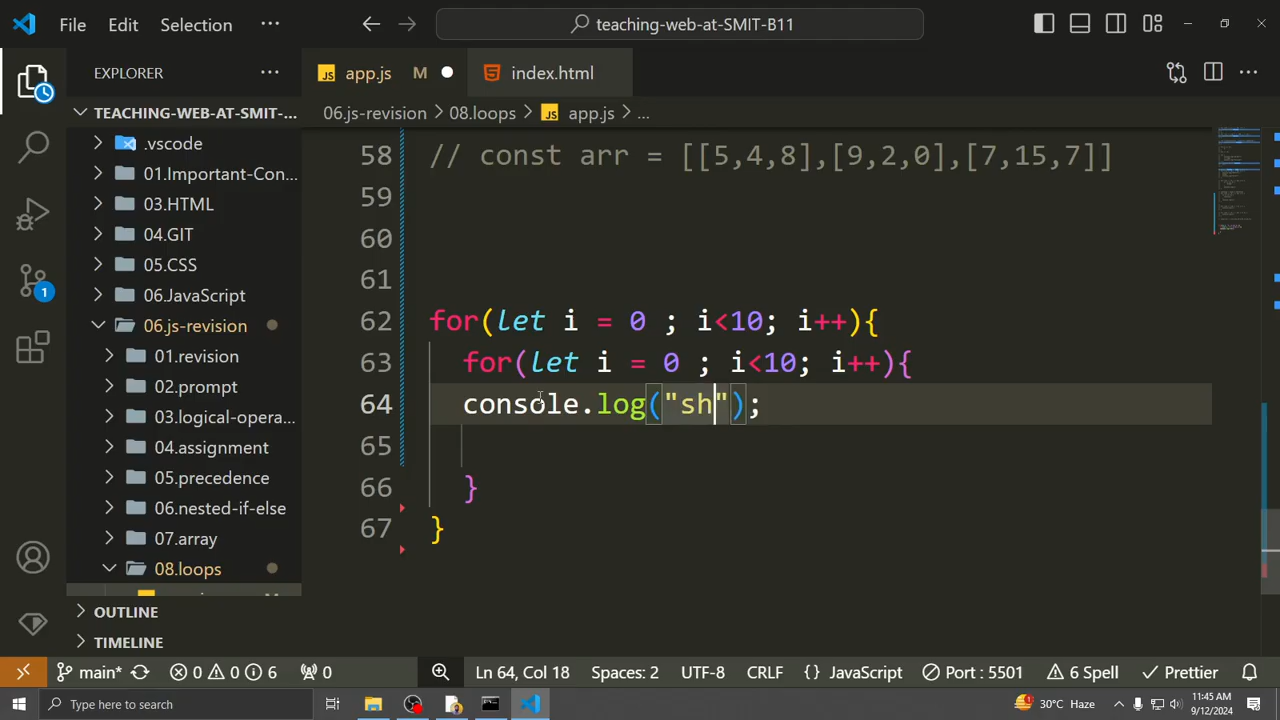 File Edit Selection ··· teaching-web-at-SMIT-B11
EXPLORER ··· JS app.js M index.html ···
TEACHING-WEB-AT-SMIT-...
06.js-revision > 08.loops > JS app.js > ...
.vscode
01.Important-Con...
03.HTML
04.GIT
05.CSS
06.JavaScript
06.js-revision
01.revision
02.prompt
03.logical-opera...
04.assignment
05.precedence
06.nested-if-else
07.array
08.loops
OUTLINE
TIMELINE
58 // const arr = [[5,4,8],[9,2,0],[7,15,7]]
59
60
61
62 for(let i = 0 ; i<10; i++){
63 for(let i = 0 ; i<10; i++){
64 console.log("sh");
65
66 }
67 }
1
main* 0 0 6 0 Ln 64, Col 18 Spaces: 2 UTF-8 CRLF {} JavaScript Port : 5501 6 Spell Prettier
Type here to search 30°C Haze 11:45 AM
9/12/2024